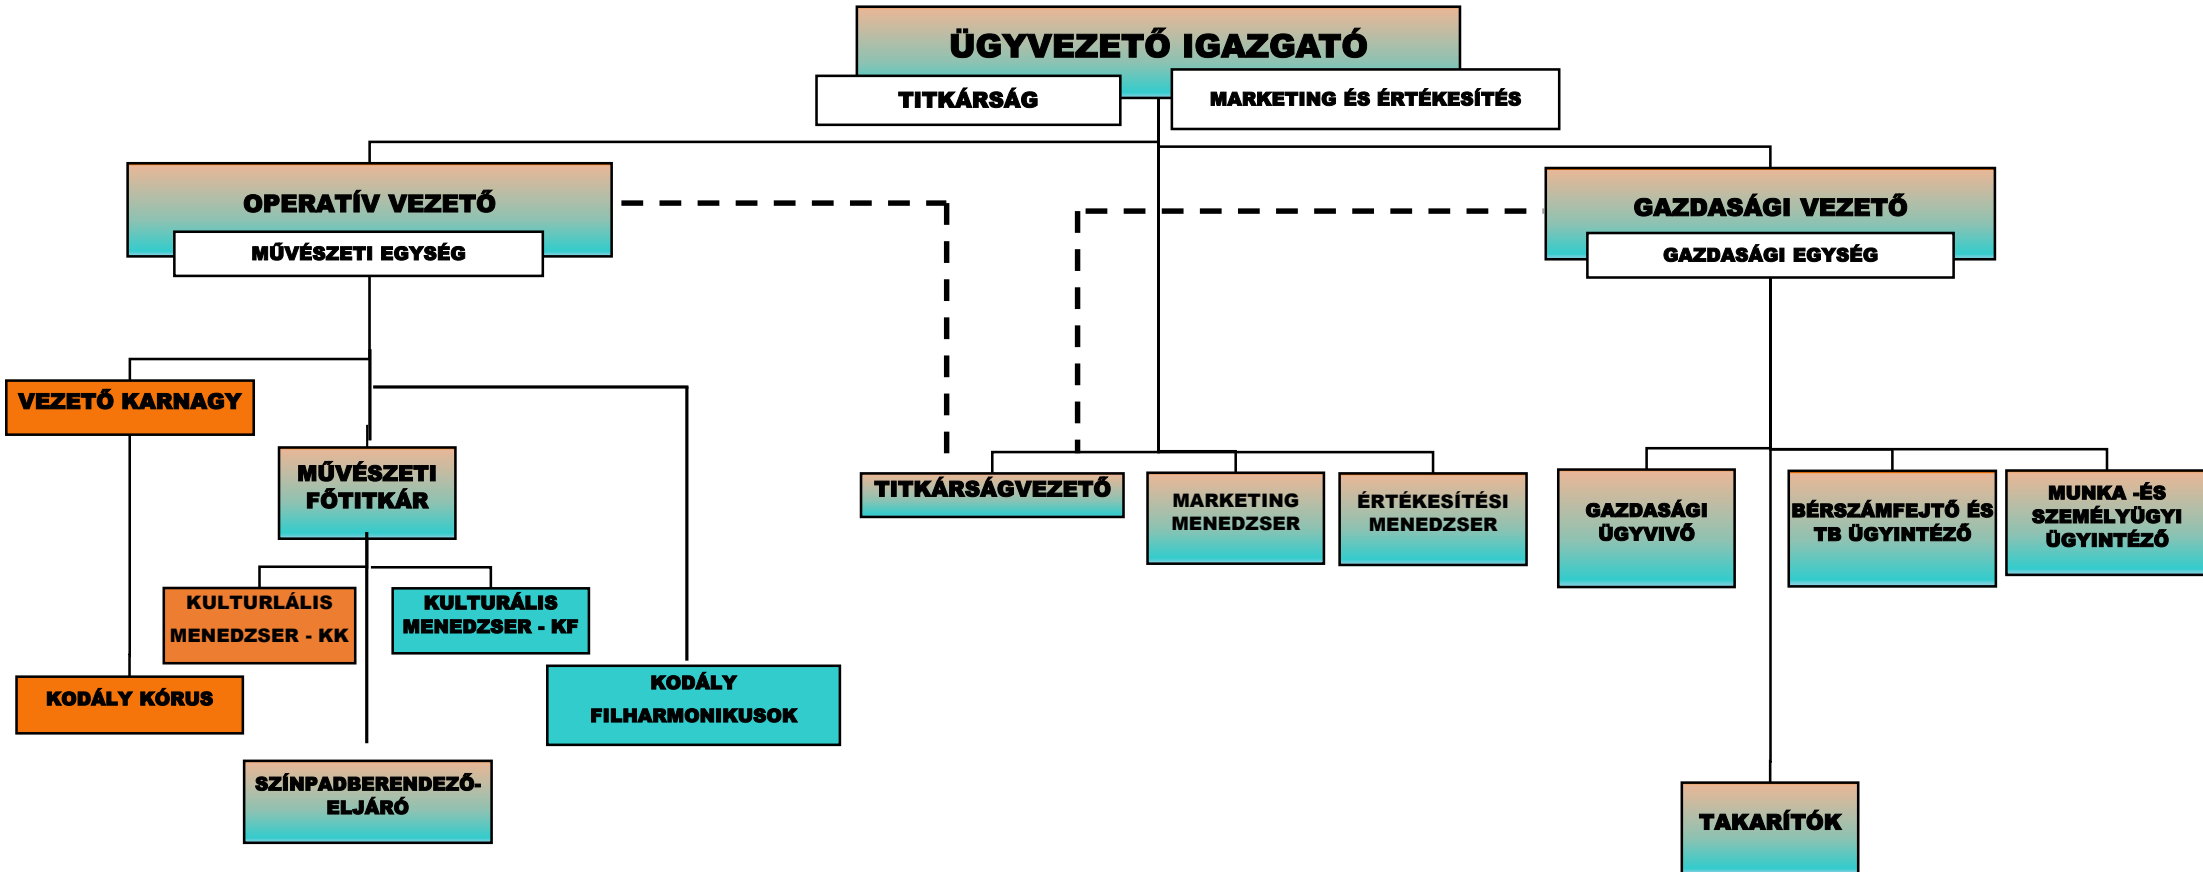 ÜGYVEZETŐ IGAZGATÓ
TITKÁRSÁG
MARKETING ÉS ÉRTÉKESÍTÉS
OPERATÍV VEZETŐ
MŰVÉSZETI EGYSÉG
GAZDASÁGI VEZETŐ
GAZDASÁGI EGYSÉG
VEZETŐ KARNAGY
MŰVÉSZETI
FŐTITKÁR
TITKÁRSÁGVEZETŐ
MARKETING
MENEDZSER
ÉRTÉKESÍTÉSI
MENEDZSER
GAZDASÁGI
ÜGYVIVŐ
BÉRSZÁMFEJTŐ ÉS
TB ÜGYINTÉZŐ
MUNKA -ÉS
SZEMÉLYÜGYI
ÜGYINTÉZŐ
KULTURLÁLIS
MENEDZSER - KK
KULTURÁLIS
MENEDZSER - KF
KODÁLY KÓRUS
KODÁLY
FILHARMONIKUSOK
SZÍNPADBERENDEZŐ-
ELJÁRÓ
TAKARÍTÓK